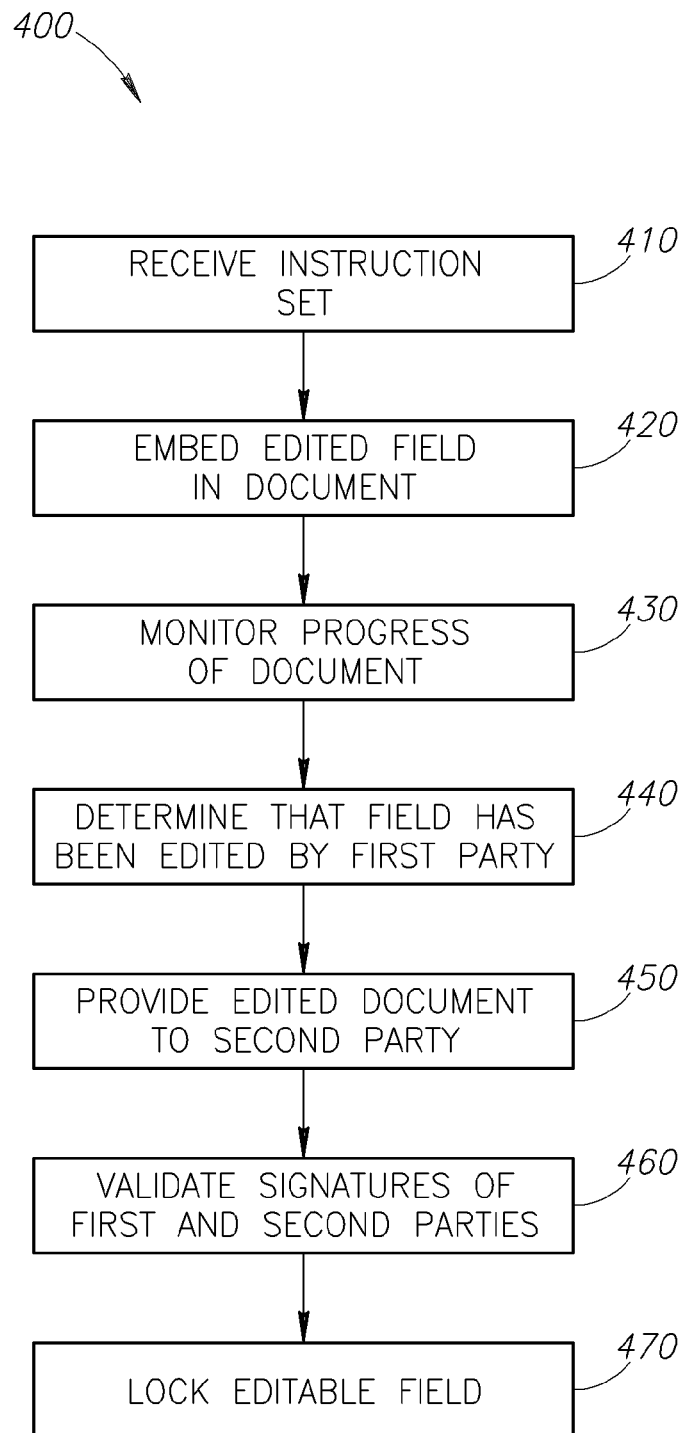 400
RECEIVE INSTRUCTION
SET
410
EMBED EDITED FIELD
IN DOCUMENT
420
MONITOR PROGRESS
OF DOCUMENT
430
DETERMINE THAT FIELD HAS
BEEN EDITED BY FIRST PARTY
440
PROVIDE EDITED DOCUMENT
TO SECOND PARTY
450
VALIDATE SIGNATURES OF
FIRST AND SECOND PARTIES
460
LOCK EDITABLE FIELD
470